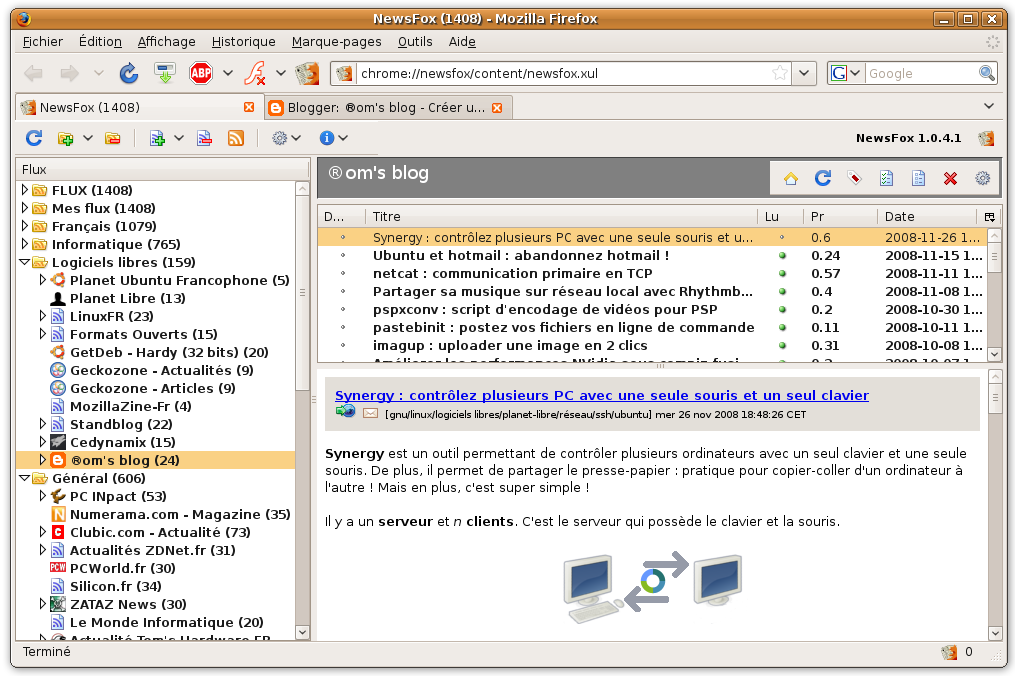 NewsFox (1408) - Mozilla Firefox
Fichier Édition Affichage Historique Marque-pages Outils Aide
ABP chrome://newsfox/content/newsfox.xul G Google
NewsFox (1408) Blogger: ®om's blog - Créer u...
NewsFox 1.0.4.1
Flux
FLUX (1408)
Mes flux (1408)
Français (1079)
Informatique (765)
Logiciels libres (159)
Planet Ubuntu Francophone (5)
Planet Libre (13)
LinuxFR (23)
Formats Ouverts (15)
GetDeb - Hardy (32 bits) (20)
Geckozone - Actualités (9)
Geckozone - Articles (9)
MozillaZine-Fr (4)
Standblog (22)
Cedynamix (15)
®om's blog (24)
Général (606)
PC INpact (53)
Numerama.com - Magazine (35)
Clubic.com - Actualité (73)
Actualités ZDNet.fr (31)
PCW PCWorld.fr (30)
Silicon.fr (34)
ZATAZ News (30)
Le Monde Informatique (20)
Actualité Tom's Hardware FR
®om's blog
D... Titre Lu Pr Date
Synergy : contrôlez plusieurs PC avec une seule souris et u... 0.6 2008-11-26 1...
Ubuntu et hotmail : abandonnez hotmail ! 0.24 2008-11-15 1...
netcat : communication primaire en TCP 0.57 2008-11-11 1...
Partager sa musique sur réseau local avec Rhythmb... 0.4 2008-11-08 1...
pspxconv : script d'encodage de vidéos pour PSP 0.2 2008-10-30 1...
pastebinit : postez vos fichiers en ligne de commande 0.11 2008-10-11 1...
imagup : uploader une image en 2 clics 0.31 2008-10-08 1...
Synergy : contrôlez plusieurs PC avec une seule souris et un seul clavier
[gnu/linux/logiciels libres/planet-libre/réseau/ssh/ubuntu] mer 26 nov 2008 18:48:26 CET
Synergy est un outil permettant de contrôler plusieurs ordinateurs avec un seul clavier et une seule
souris. De plus, il permet de partager le presse-papier : pratique pour copier-coller d'un ordinateur à
l'autre ! Mais en plus, c'est super simple !
Il y a un serveur et n clients. C'est le serveur qui possède le clavier et la souris.
Terminé 0